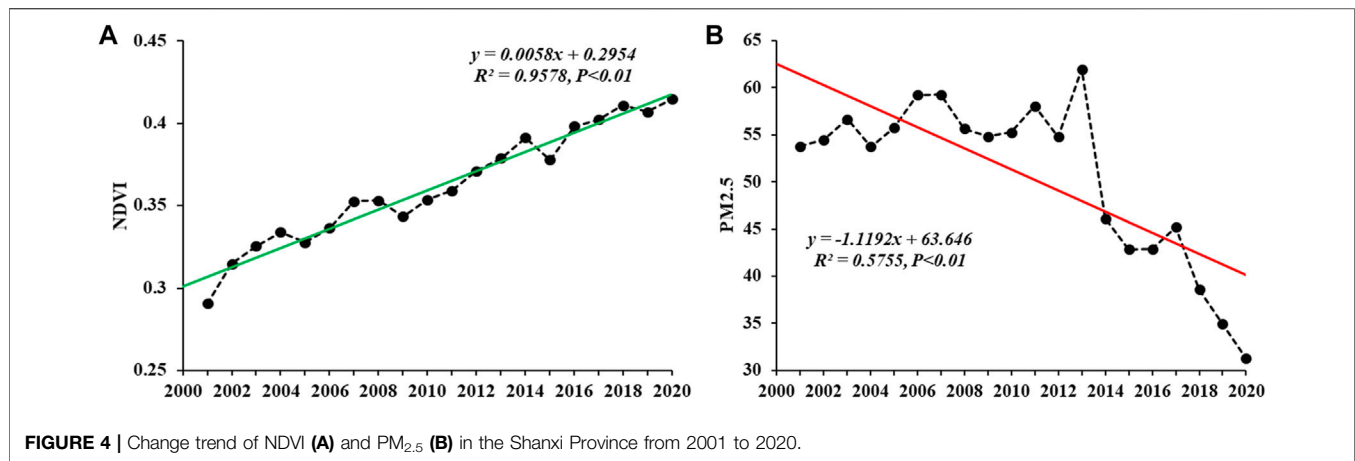 A
0.45
0.4
0.35
0.3
0.25
NDVI
y = 0.0058x + 0.2954
R² = 0.9578, P<0.01
2000 2002 2004 2006 2008 2010 2012 2014 2016 2018 2020
B
65
60
55
50
45
40
35
30
PM2.5
y = -1.1192x + 63.646
R² = 0.5755, P<0.01
2000 2002 2004 2006 2008 2010 2012 2014 2016 2018 2020
FIGURE 4 | Change trend of NDVI (A) and PM2.5 (B) in the Shanxi Province from 2001 to 2020.